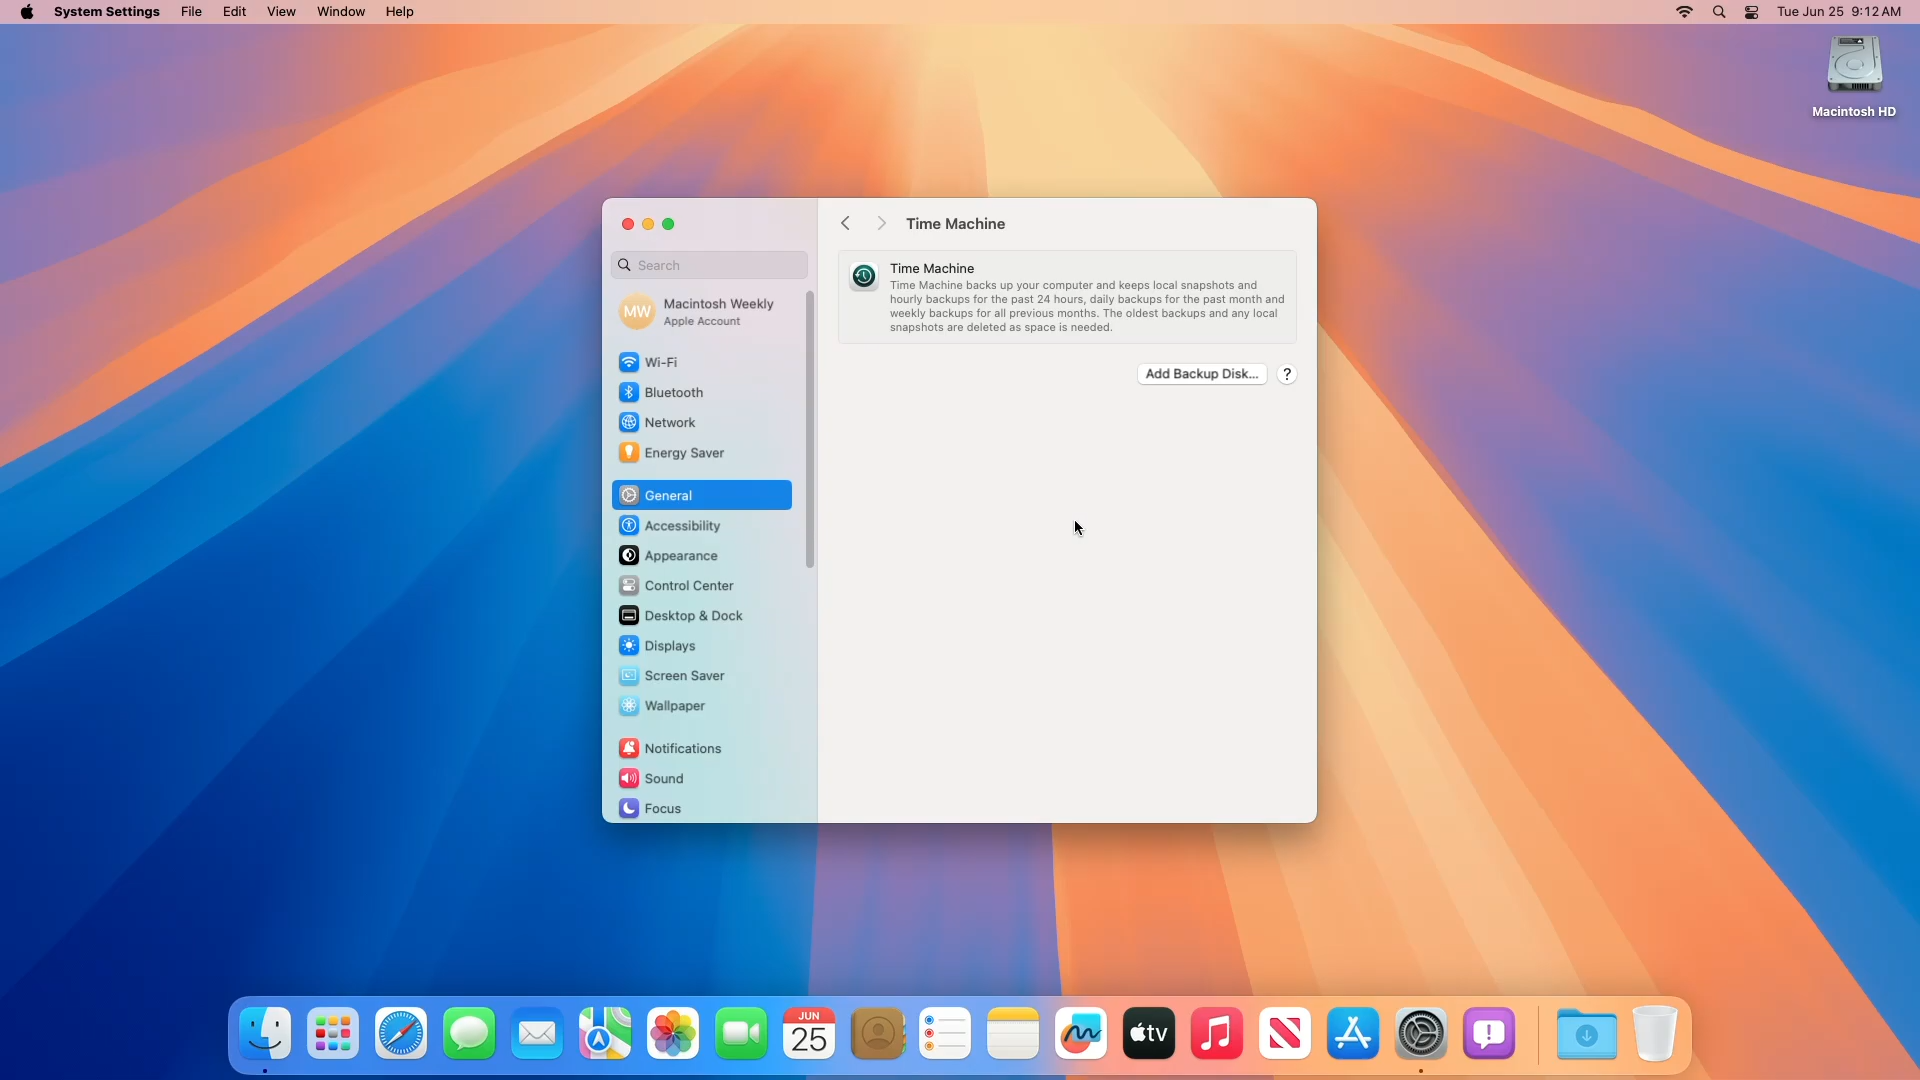 System Settings File Edit View Window Help Tue Jun 25 9:12 AM
Macintosh HD
Time Machine
Search
Macintosh Weekly
MW
Apple Account
Wi-Fi
Bluetooth
Network
Energy Saver
General
Accessibility
Appearance
Control Center
Desktop & Dock
Displays
Screen Saver
Wallpaper
Notifications
Sound
Focus
Time Machine
Time Machine backs up your computer and keeps local snapshots and
hourly backups for the past 24 hours, daily backups for the past month and
weekly backups for all previous months. The oldest backups and any local
snapshots are deleted as space is needed.
Add Backup Disk... ?
JUN
25
tv